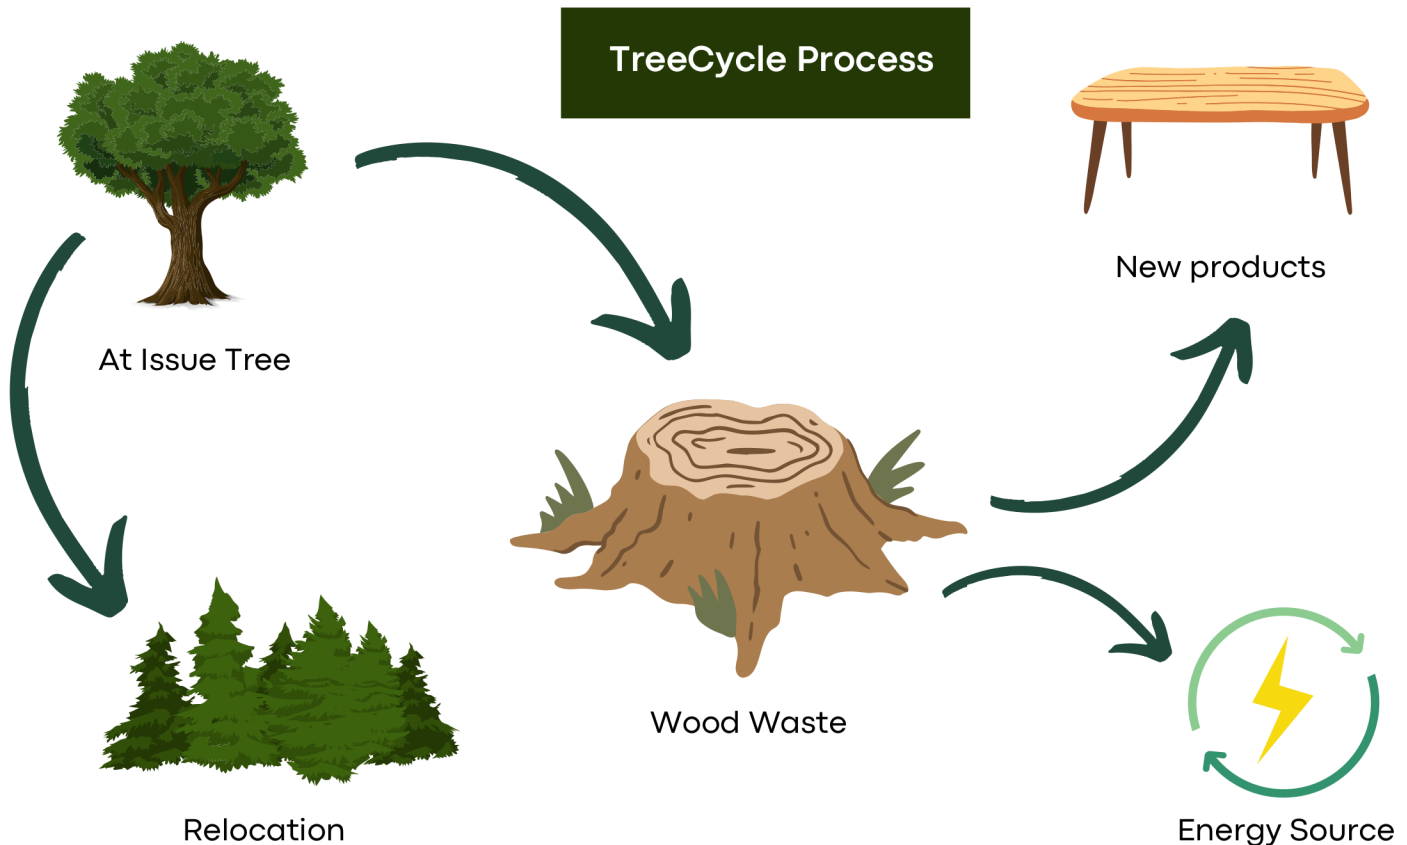 TreeCycle Process
At Issue Tree
New products
Wood Waste
Relocation
Energy Source